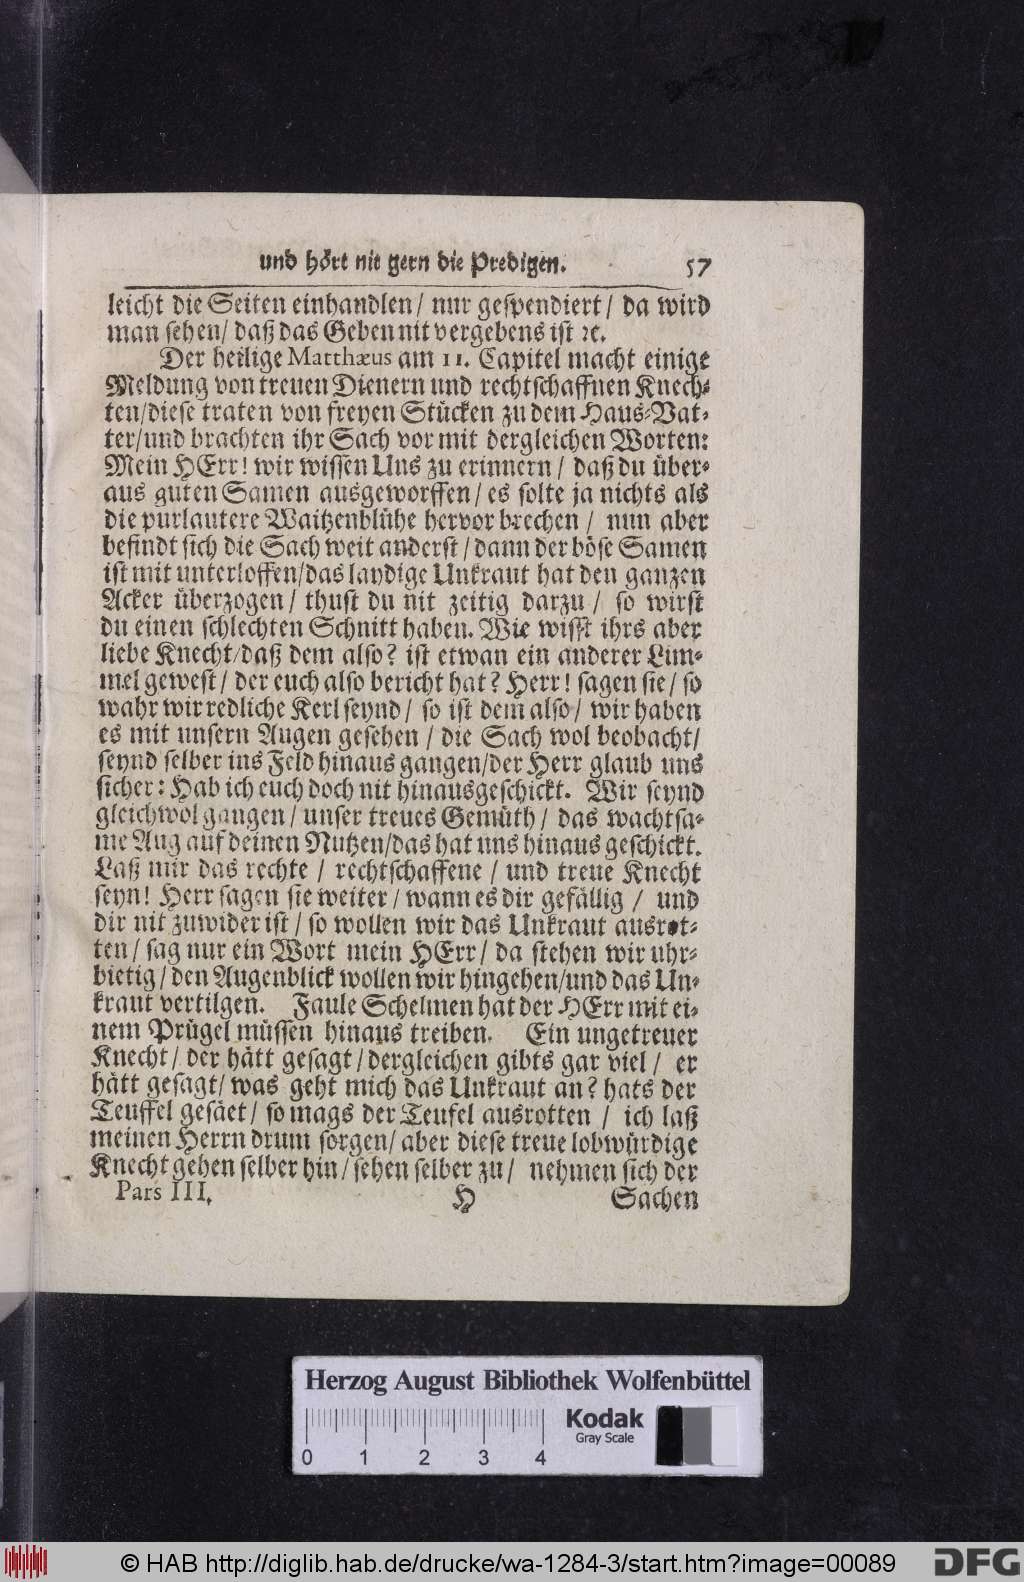 und hört nit gern die Predigen. 57
leicht die Seiten einhandlen / nur gespendiert / da wird
man sehen / daß das Geben nit vergebens ist ꝛc.
Der heilige Matthæus am 11. Capitel macht einige
Meldung von treuen Dienern und rechtschaffnen Knech-
ten/diese traten von freyen Stücken zu dem Haus-Vat-
ter/und brachten ihr Sach vor mit dergleichen Worten:
Mein HErr! wir wissen Uns zu erinnern / daß du über-
aus guten Samen ausgeworffen / es solte ja nichts als
die purlautere Waitzenblühe hervor brechen / nun aber
befindt sich die Sach weit anderst / dann der böse Samen
ist mit unterloffen/das laydige Unkraut hat den ganzen
Acker überzogen / thust du nit zeitig darzu / so wirst
du einen schlechten Schnitt haben. Wie wisst ihrs aber
liebe Knecht/daß dem also? ist etwan ein anderer Lim-
mel gewest / der euch also bericht hat? Herr! sagen sie / so
wahr wir redliche Kerl seynd / so ist dem also / wir haben
es mit unsern Augen gesehen / die Sach wol beobacht/
seynd selber ins Feld hinaus gangen/der Herr glaub uns
sicher: Hab ich euch doch nit hinausgeschickt. Wir seynd
gleichwol gangen / unser treues Gemüth / das wachtsa-
me Aug auf deinen Nutzen/das hat uns hinaus geschickt.
Laß mir das rechte / rechtschaffene / und treue Knecht
seyn! Herr sagen sie weiter / wann es dir gefällig / und
dir nit zuwider ist / so wollen wir das Unkraut ausrot-
ten / sag nur ein Wort mein HErr / da stehen wir uhr-
bietig / den Augenblick wollen wir hingehen/und das Un-
kraut vertilgen. Faule Schelmen hat der HErr mit ei-
nem Prügel müssen hinaus treiben. Ein ungetreuer
Knecht / der hätt gesagt / dergleichen gibts gar viel / er
hätt gesagt / was geht mich das Unkraut an? hats der
Teuffel gesäet / so mags der Teufel ausrotten / ich laß
meinen Herrn drum sorgen / aber diese treue lobwürdige
Knecht gehen selber hin / sehen selber zu / nehmen sich der
Pars III. H Sachen
Herzog August Bibliothek Wolfenbüttel
Kodak
Gray Scale
0 1 2 3 4
© HAB http://diglib.hab.de/drucke/wa-1284-3/start.htm?image=00089
DFG